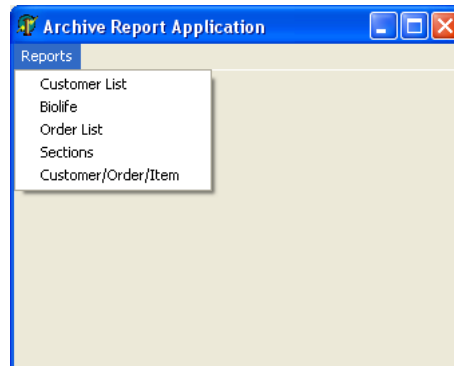 Archive Report Application
Reports
Customer List
Biolife
Order List
Sections
Customer/Order/Item